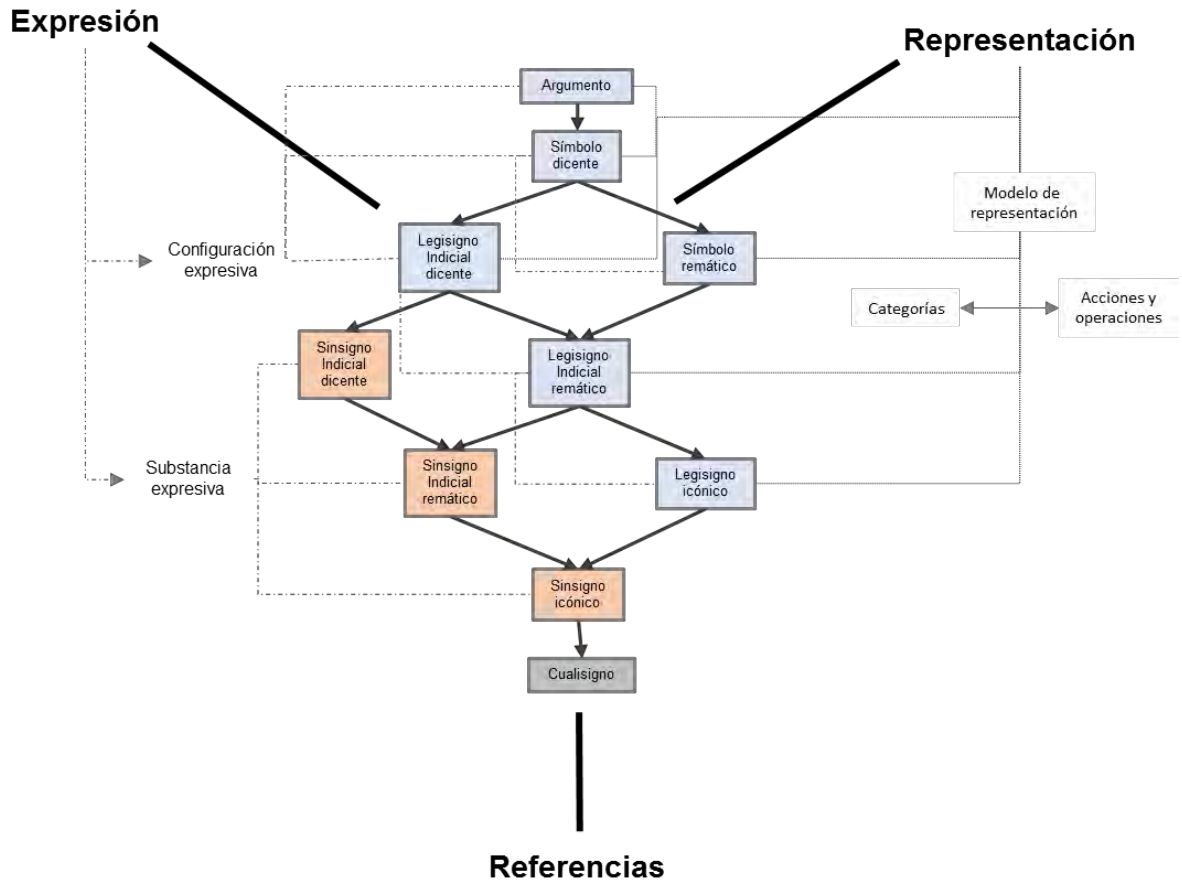 Expresión
Representación
Argumento
Símbolo
dicente
Modelo de
representación
Configuración
expresiva
Legisigno
Indicial
dicente
Símbolo
remático
Categorías
Acciones y
operaciones
Sinsigno
Indicial
dicente
Legisigno
Indicial
remático
Substancia
expresiva
Sinsigno
Indicial
remático
Legisigno
icónico
Sinsigno
icónico
Cualisigno
Referencias